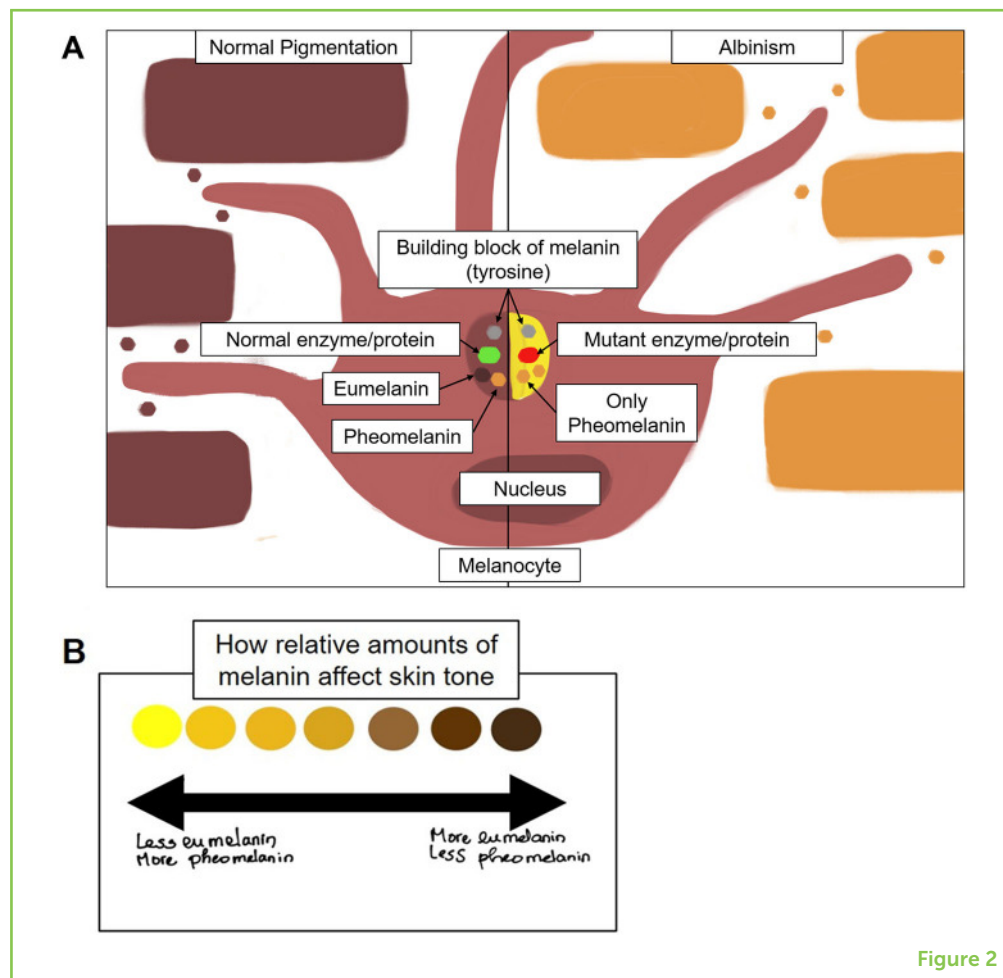 A
Normal Pigmentation
Albinism
Building block of melanin
(tyrosine)
Normal enzyme/protein
Mutant enzyme/protein
Eumelanin
Only
Pheomelanin
Pheomelanin
Nucleus
Melanocyte
B
How relative amounts of
melanin affect skin tone
Less eumelanin
More pheomelanin
More eumelanin
Less pheomelanin
Figure 2